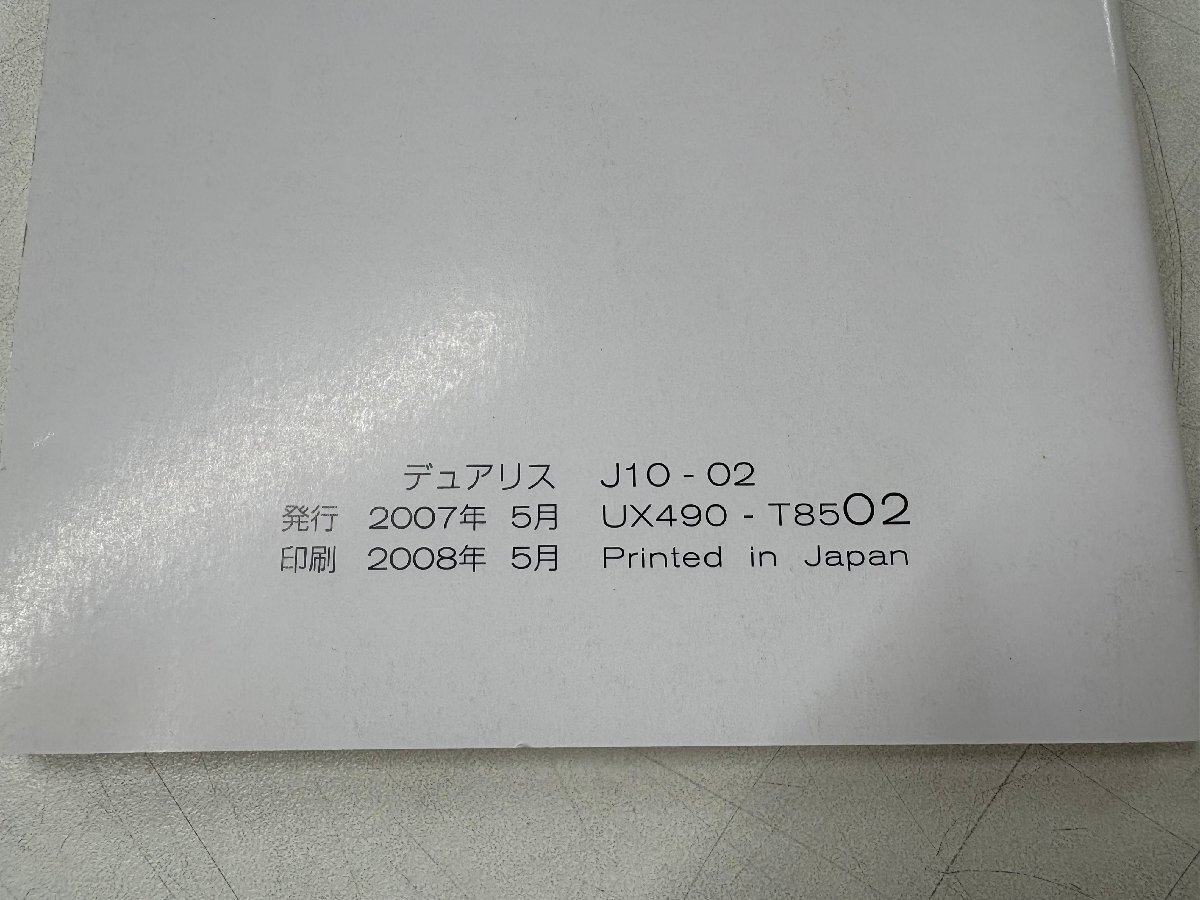 デュアリス J10 - 02
発行 2007年 5月 UX490 - T8502
印刷 2008年 5月 Printed in Japan